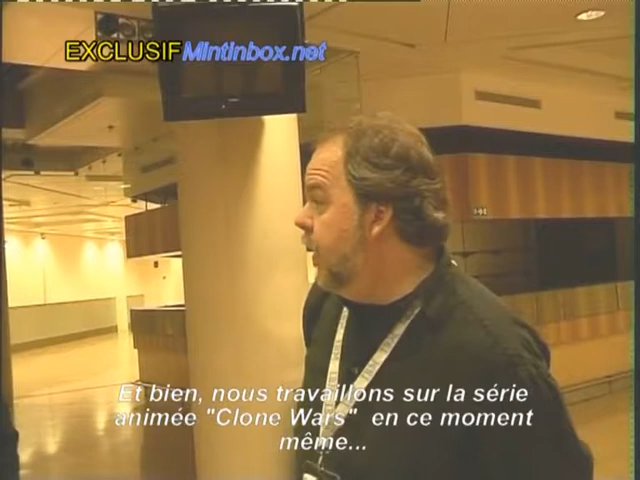 EXCLUSIF Mintinbox.net
Et bien, nous travaillons sur la série
animée "Clone Wars" en ce moment
même...